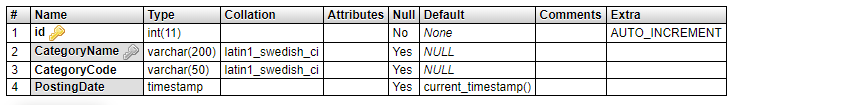 # Name Type Collation Attributes Null Default Comments Extra
1 id int(11) No None AUTO_INCREMENT
2 CategoryName varchar(200) latin1_swedish_ci Yes NULL
3 CategoryCode varchar(50) latin1_swedish_ci Yes NULL
4 PostingDate timestamp Yes current_timestamp()